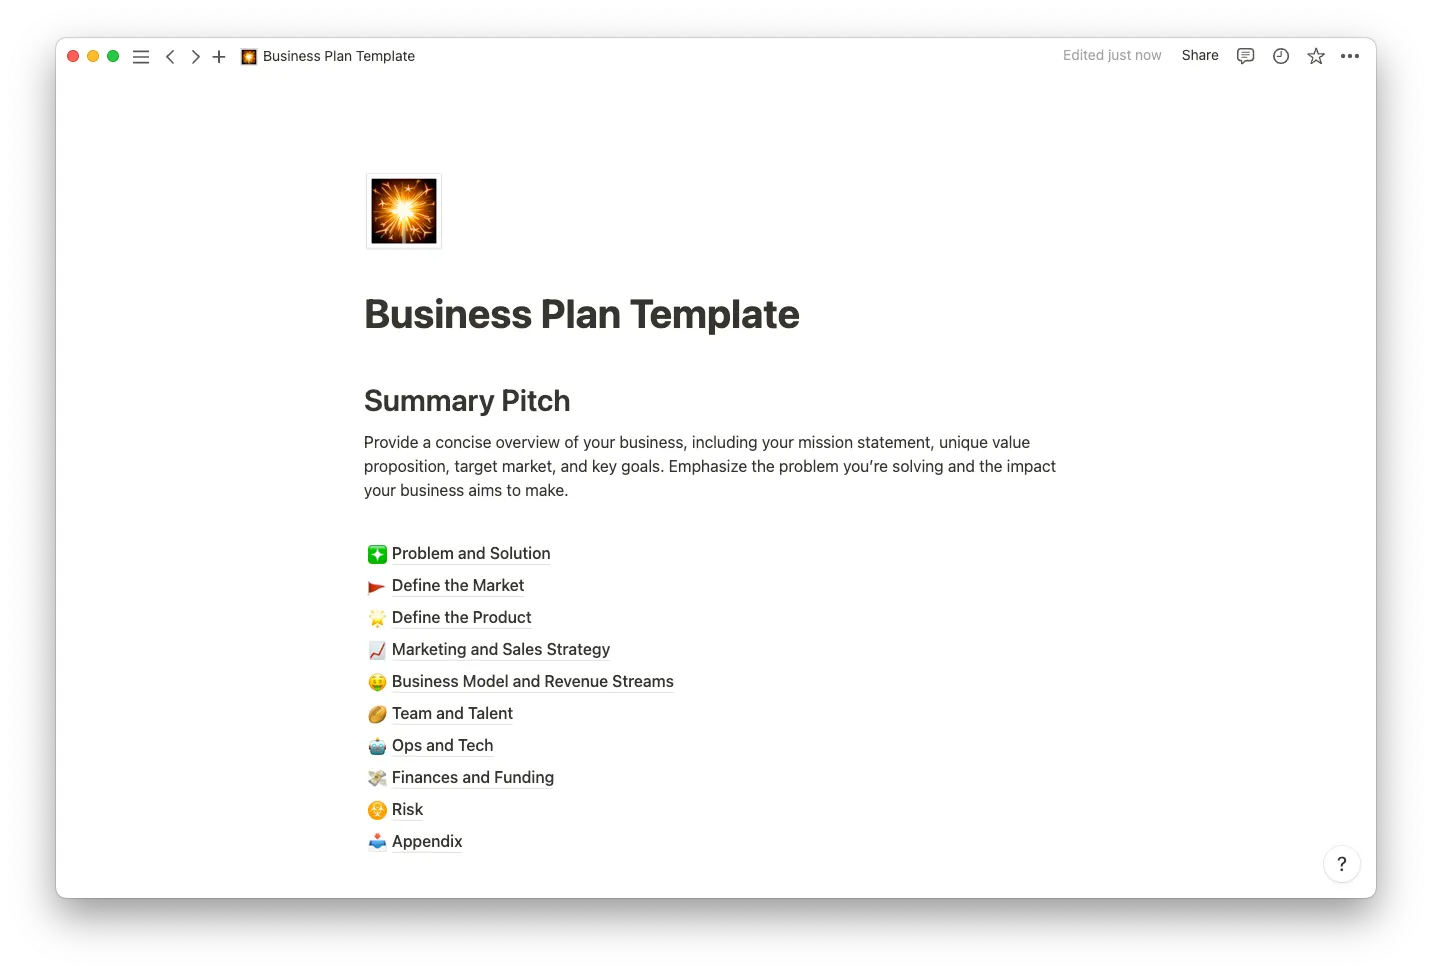 Business Plan Template
Edited just now
Share
Business Plan Template
Summary Pitch
Provide a concise overview of your business, including your mission statement, unique value
proposition, target market, and key goals. Emphasize the problem you’re solving and the impact
your business aims to make.
Problem and Solution
Define the Market
Define the Product
Marketing and Sales Strategy
Business Model and Revenue Streams
Team and Talent
Ops and Tech
Finances and Funding
Risk
Appendix
?